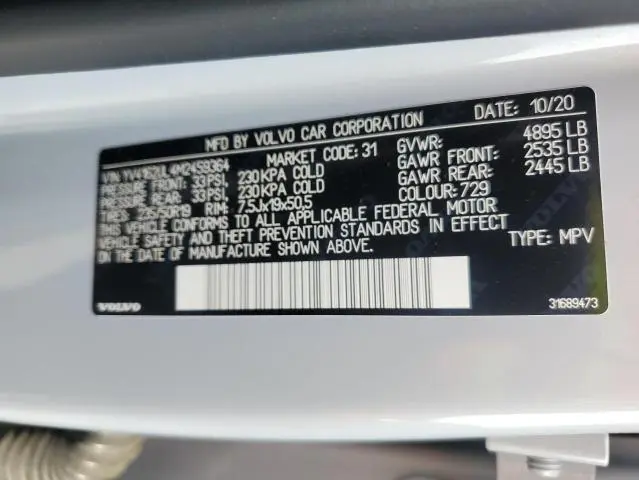 MFD BY VOLVO CAR CORPORATION DATE: 10/20
VIN YV4162UL4M2459364 MARKET CODE: 31 GVWR: 4895 LB
PRESSURE FRONT: 33 PSI, 230 KPA COLD GAWR FRONT: 2535 LB
PRESSURE REAR: 33 PSI, 230 KPA COLD GAWR REAR: 2445 LB
TIRES: 235/50R19 RIM: 7.5Jx19x50,5 COLOUR: 729
THIS VEHICLE CONFORMS TO ALL APPLICABLE FEDERAL MOTOR
VEHICLE SAFETY AND THEFT PREVENTION STANDARDS IN EFFECT
ON THE DATE OF MANUFACTURE SHOWN ABOVE. TYPE: MPV
VOLVO 31689473